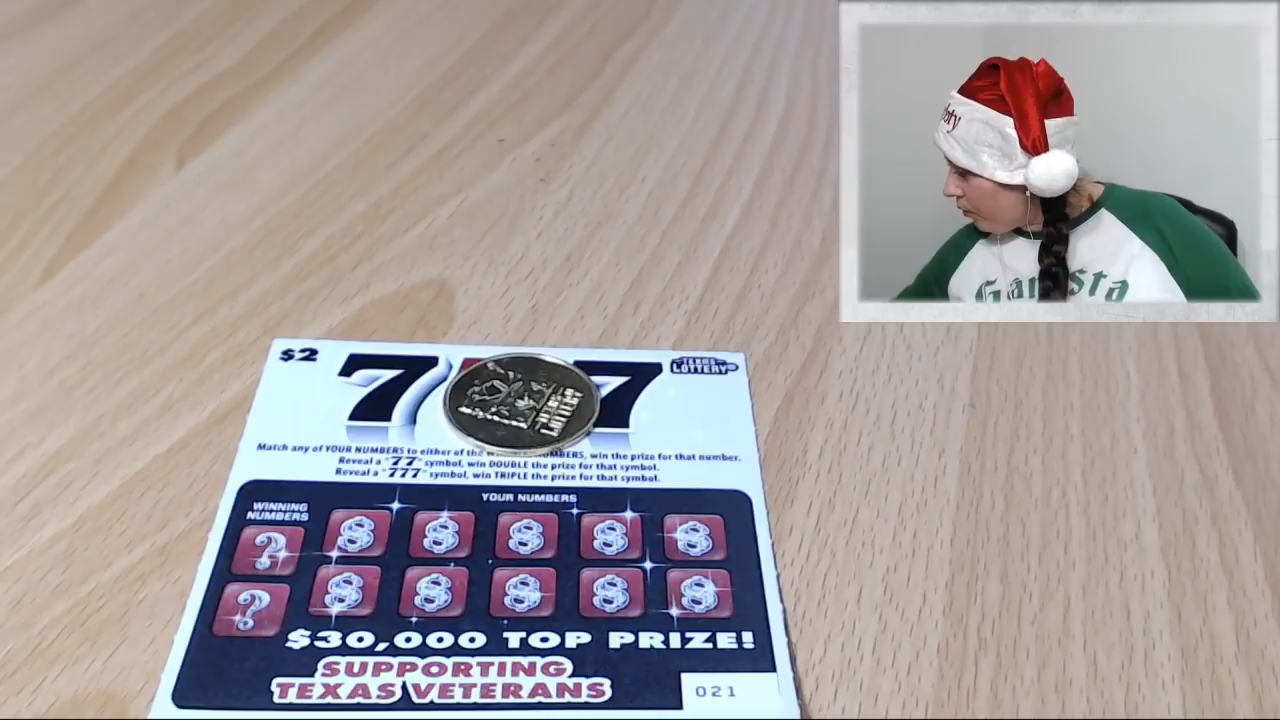 $2
7 7
TEXAS
LOTTERY
Match any of YOUR NUMBERS to either of the NUMBERS, win the prize for that number.
Reveal a "77" symbol, win DOUBLE the prize for that symbol.
Reveal a "777" symbol, win TRIPLE the prize for that symbol.
YOUR NUMBERS
WINNING
NUMBERS
?
$ $ $ $ $
?
$ $ $ $ $
$30,000 TOP PRIZE!
SUPPORTING
TEXAS VETERANS
021